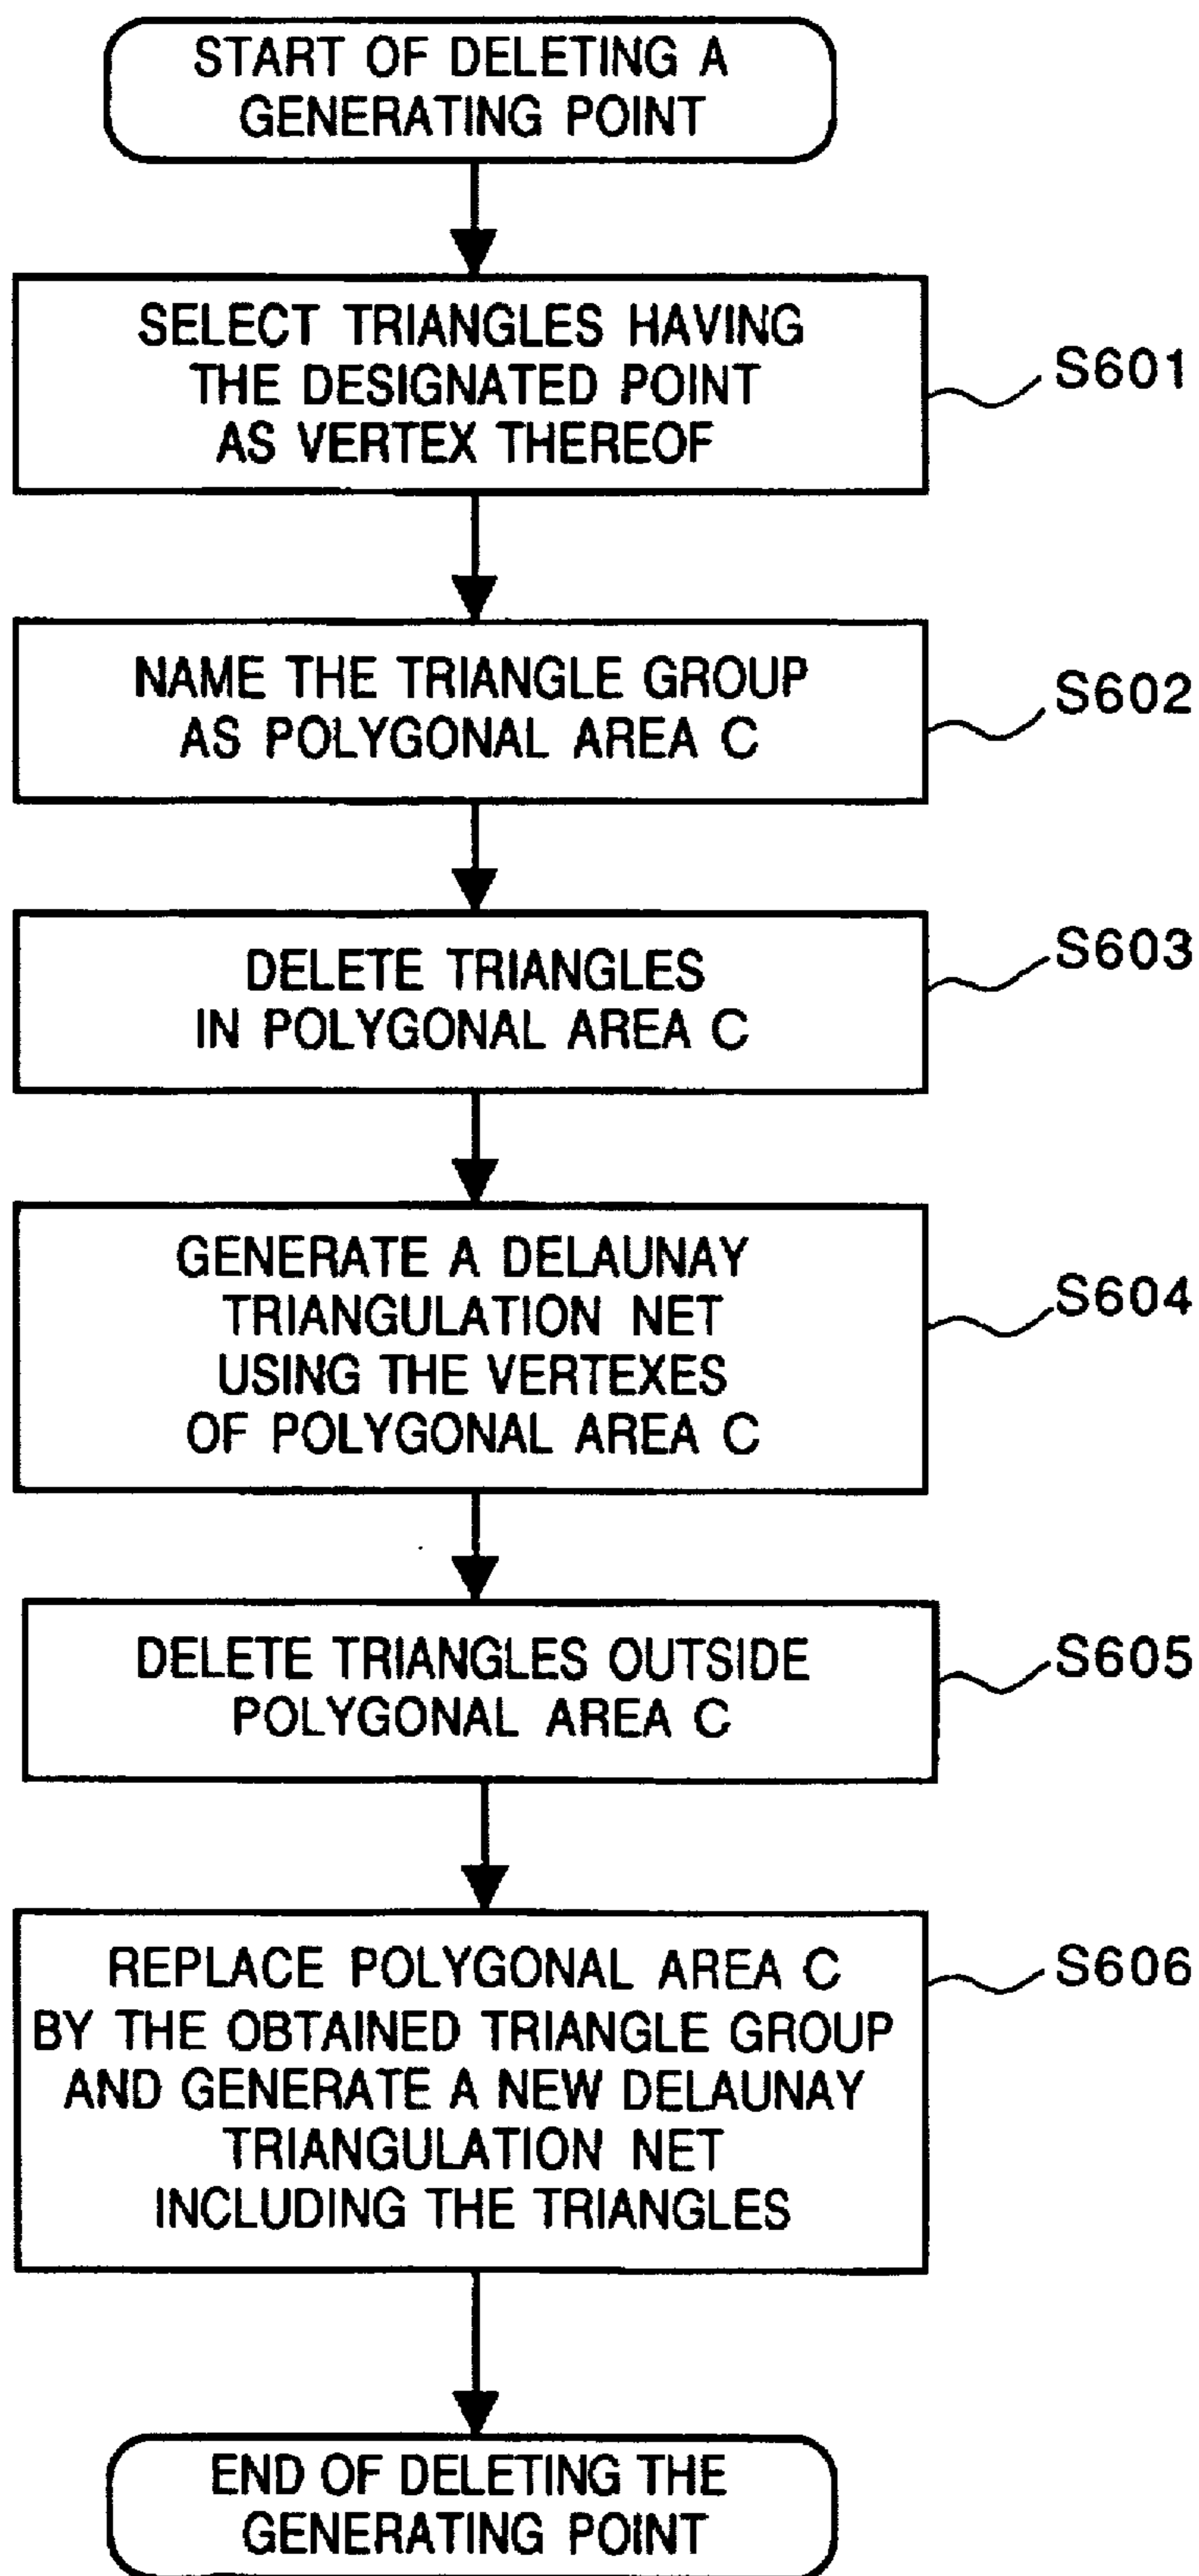 START OF DELETING A
GENERATING POINT
SELECT TRIANGLES HAVING
THE DESIGNATED POINT
AS VERTEX THEREOF
S601
NAME THE TRIANGLE GROUP
AS POLYGONAL AREA C
S602
DELETE TRIANGLES
IN POLYGONAL AREA C
S603
GENERATE A DELAUNAY
TRIANGULATION NET
USING THE VERTEXES
OF POLYGONAL AREA C
S604
DELETE TRIANGLES OUTSIDE
POLYGONAL AREA C
S605
REPLACE POLYGONAL AREA C
BY THE OBTAINED TRIANGLE GROUP
AND GENERATE A NEW DELAUNAY
TRIANGULATION NET
INCLUDING THE TRIANGLES
S606
END OF DELETING THE
GENERATING POINT